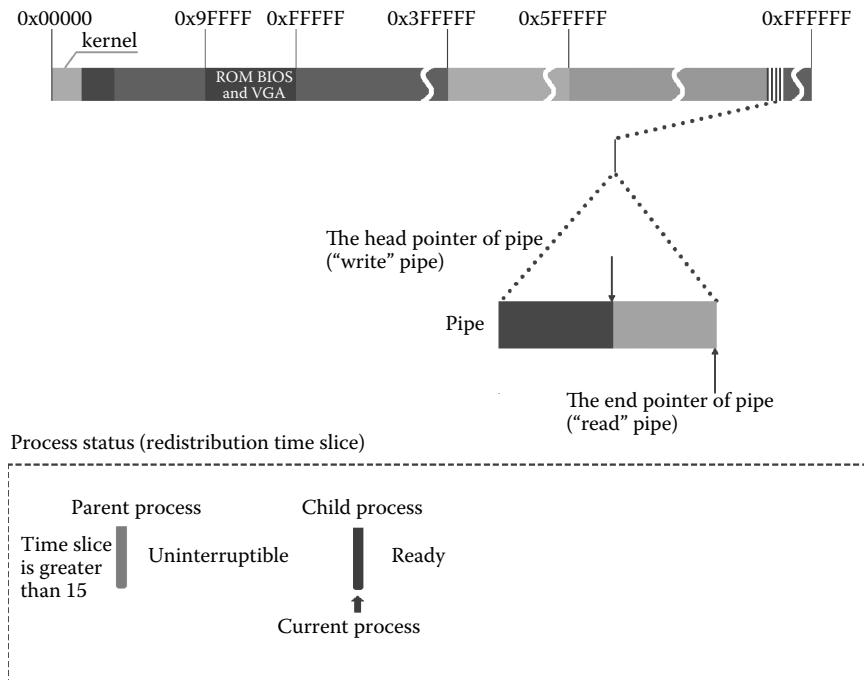 0x00000 0x9FFFF 0xFFFFF 0x3FFFFF 0x5FFFFF 0xFFFFFF
kernel
ROM BIOS
and VGA
The head pointer of pipe
(“write” pipe)
Pipe
The end pointer of pipe
(“read” pipe)
Process status (redistribution time slice)
Parent process Child process
Time slice
is greater
than 15
Uninterruptible Ready
Current process